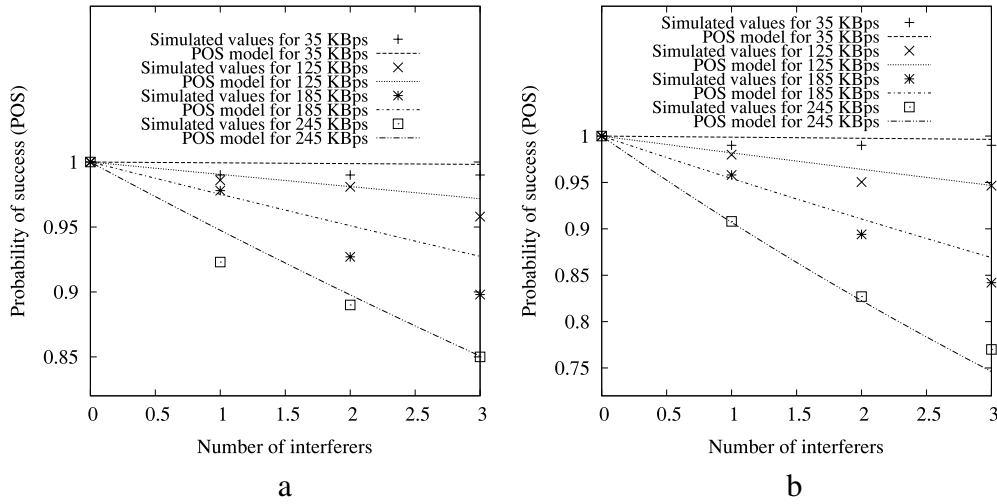 Simulated values for 35 KBps
POS model for 35 KBps
Simulated values for 125 KBps
POS model for 125 KBps
Simulated values for 185 KBps
POS model for 185 KBps
Simulated values for 245 KBps
POS model for 245 KBps
1
0.95
0.9
0.85
Probability of success (POS)
0 0.5 1 1.5 2 2.5 3
Number of interferers
a
Simulated values for 35 KBps
POS model for 35 KBps
Simulated values for 125 KBps
POS model for 125 KBps
Simulated values for 185 KBps
POS model for 185 KBps
Simulated values for 245 KBps
POS model for 245 KBps
1
0.95
0.9
0.85
0.8
0.75
Probability of success (POS)
0 0.5 1 1.5 2 2.5 3
Number of interferers
b